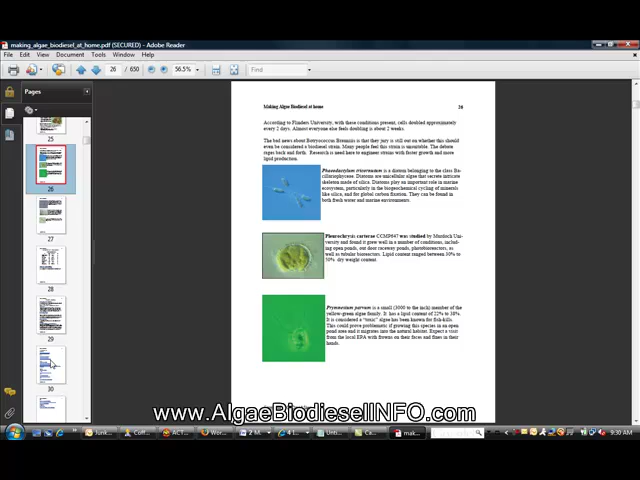 making_algae_biodiesel_at_home.pdf (SECURED) - Adobe Reader
File Edit View Document Tools Window Help
26 / 650 56.5% Find
Pages
25
26
27
28
29
30
Making Algae Biodiesel at home 26
According to Flinders University, with these conditions present, cells doubled approximately
every 2 days. Almost everyone else feels doubling is about 2 weeks.
The bad news about Botryococcus Braunii is that they jury is still out on whether this should
even be considered a biodiesel strain. Many people feel this strain is unsuitable. The debate
rages back and forth. Research is need here to engineer strains with faster growth and more
lipid production.
Phaeodactylum tricornutum is a diatom belonging to the class Ba-
cillariophyceae. Diatoms are unicellular algae that secrete intricate
skeleton made of silica. Diatoms play an important role in marine
ecosystem, particularly in the biogeochemical cycling of minerals
like silica, and for global carbon fixation. They can be found in
both fresh water and marine environments.
Pleurochrysis carterae CCMP647 was studied by Murdoch Uni-
versity and found it grew well in a number of conditions, includ-
ing open ponds, out door raceway ponds, photobioreactors, as
well as tubular bioreactors. Lipid content ranged between 30% to
50% dry weight content.
Prymnesium parvum is a small (3000 to the inch) member of the
yellow-green algae family. It has a lipid content of 22% to 38%.
It is considered a "toxic" algae has been known for fish-kills.
This could prove problematic if growing this species in an open
pond area and it migrates into the natural habitat. Expect a visit
from the local EPA with frowns on their faces and fines in their
hands.
www.AlgaeBiodieselINFO.com
Junk... Coff... ACT... Wor... 2 M... 4 I... Unti... Ca... mak... 9:30 AM